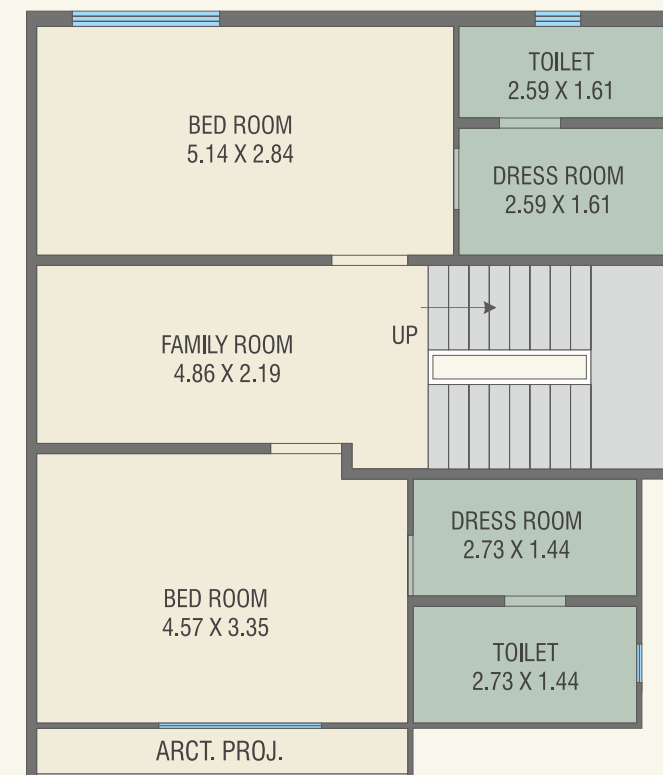 TOILET
2.59 X 1.61
BED ROOM
5.14 X 2.84
DRESS ROOM
2.59 X 1.61
UP
FAMILY ROOM
4.86 X 2.19
DRESS ROOM
2.73 X 1.44
BED ROOM
4.57 X 3.35
TOILET
2.73 X 1.44
ARCT. PROJ.